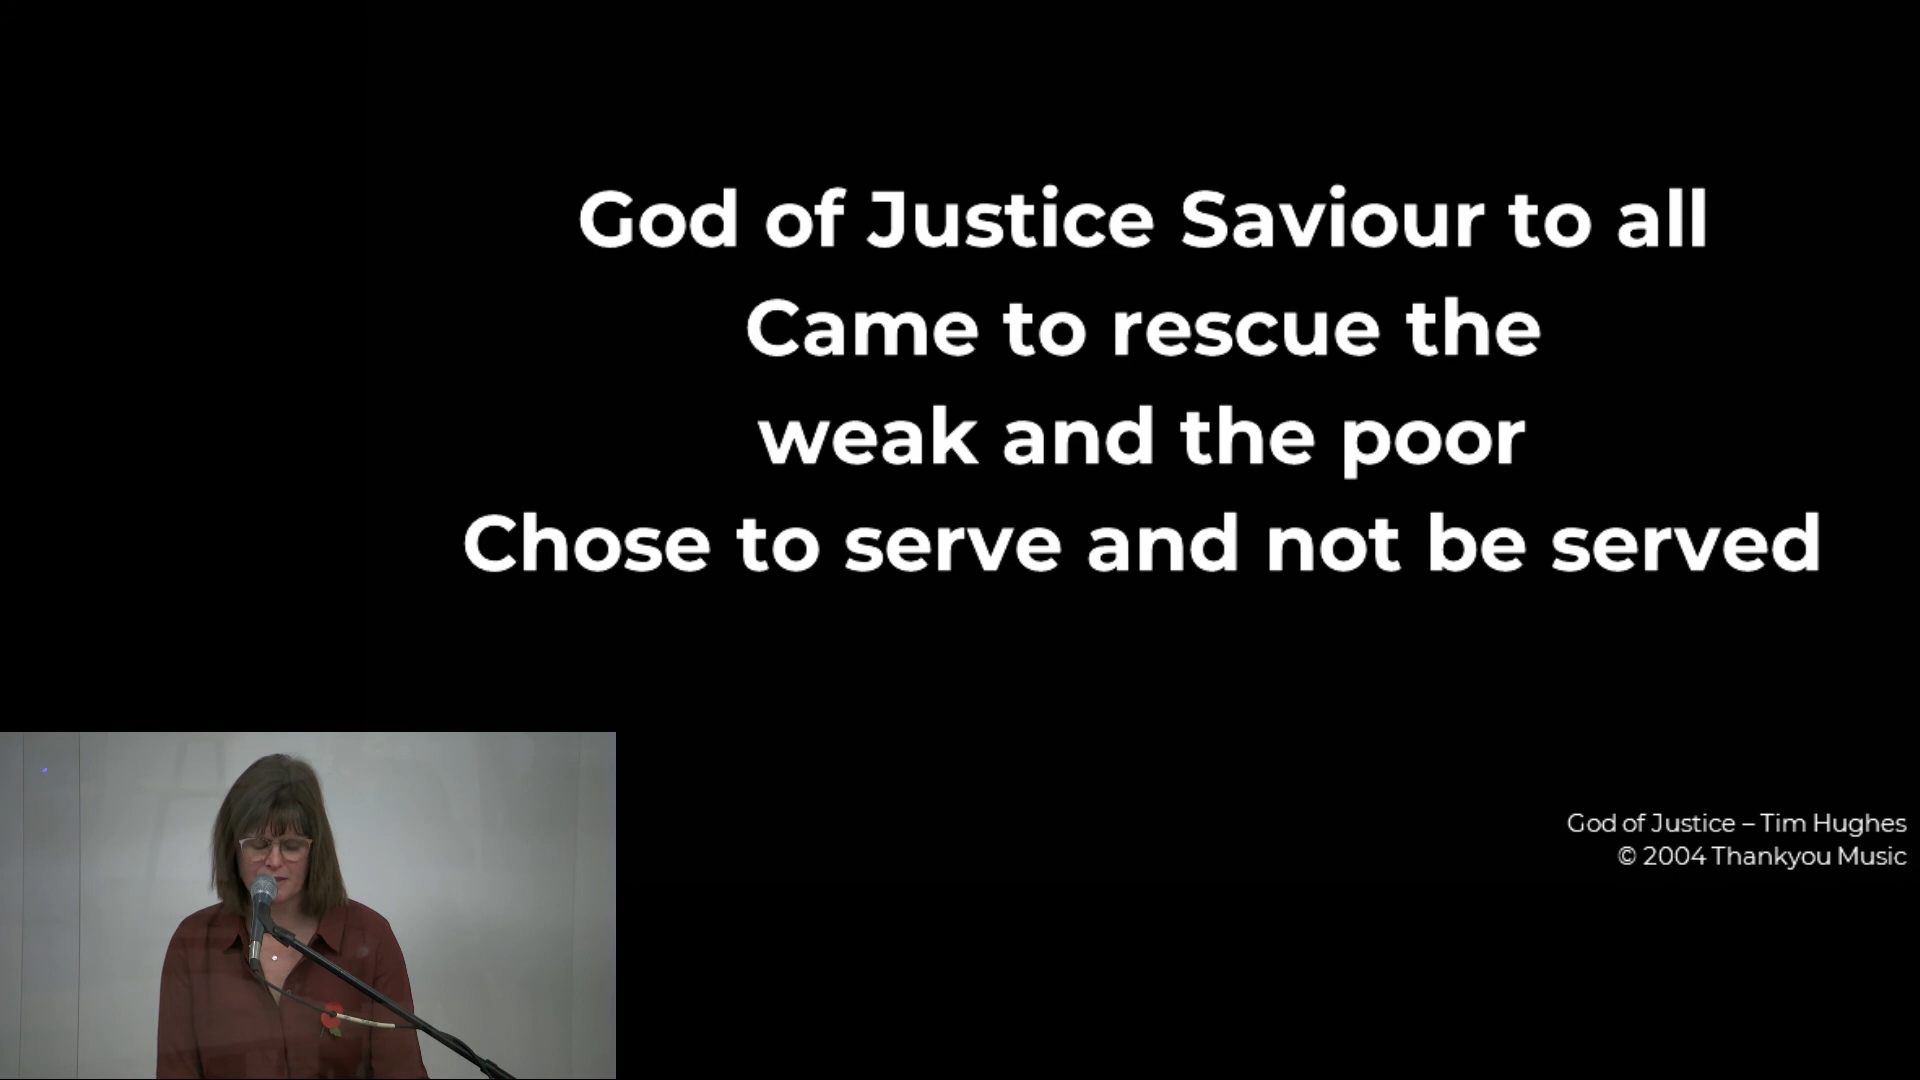 God of Justice Saviour to all
Came to rescue the
weak and the poor
Chose to serve and not be served
God of Justice – Tim Hughes
© 2004 Thankyou Music